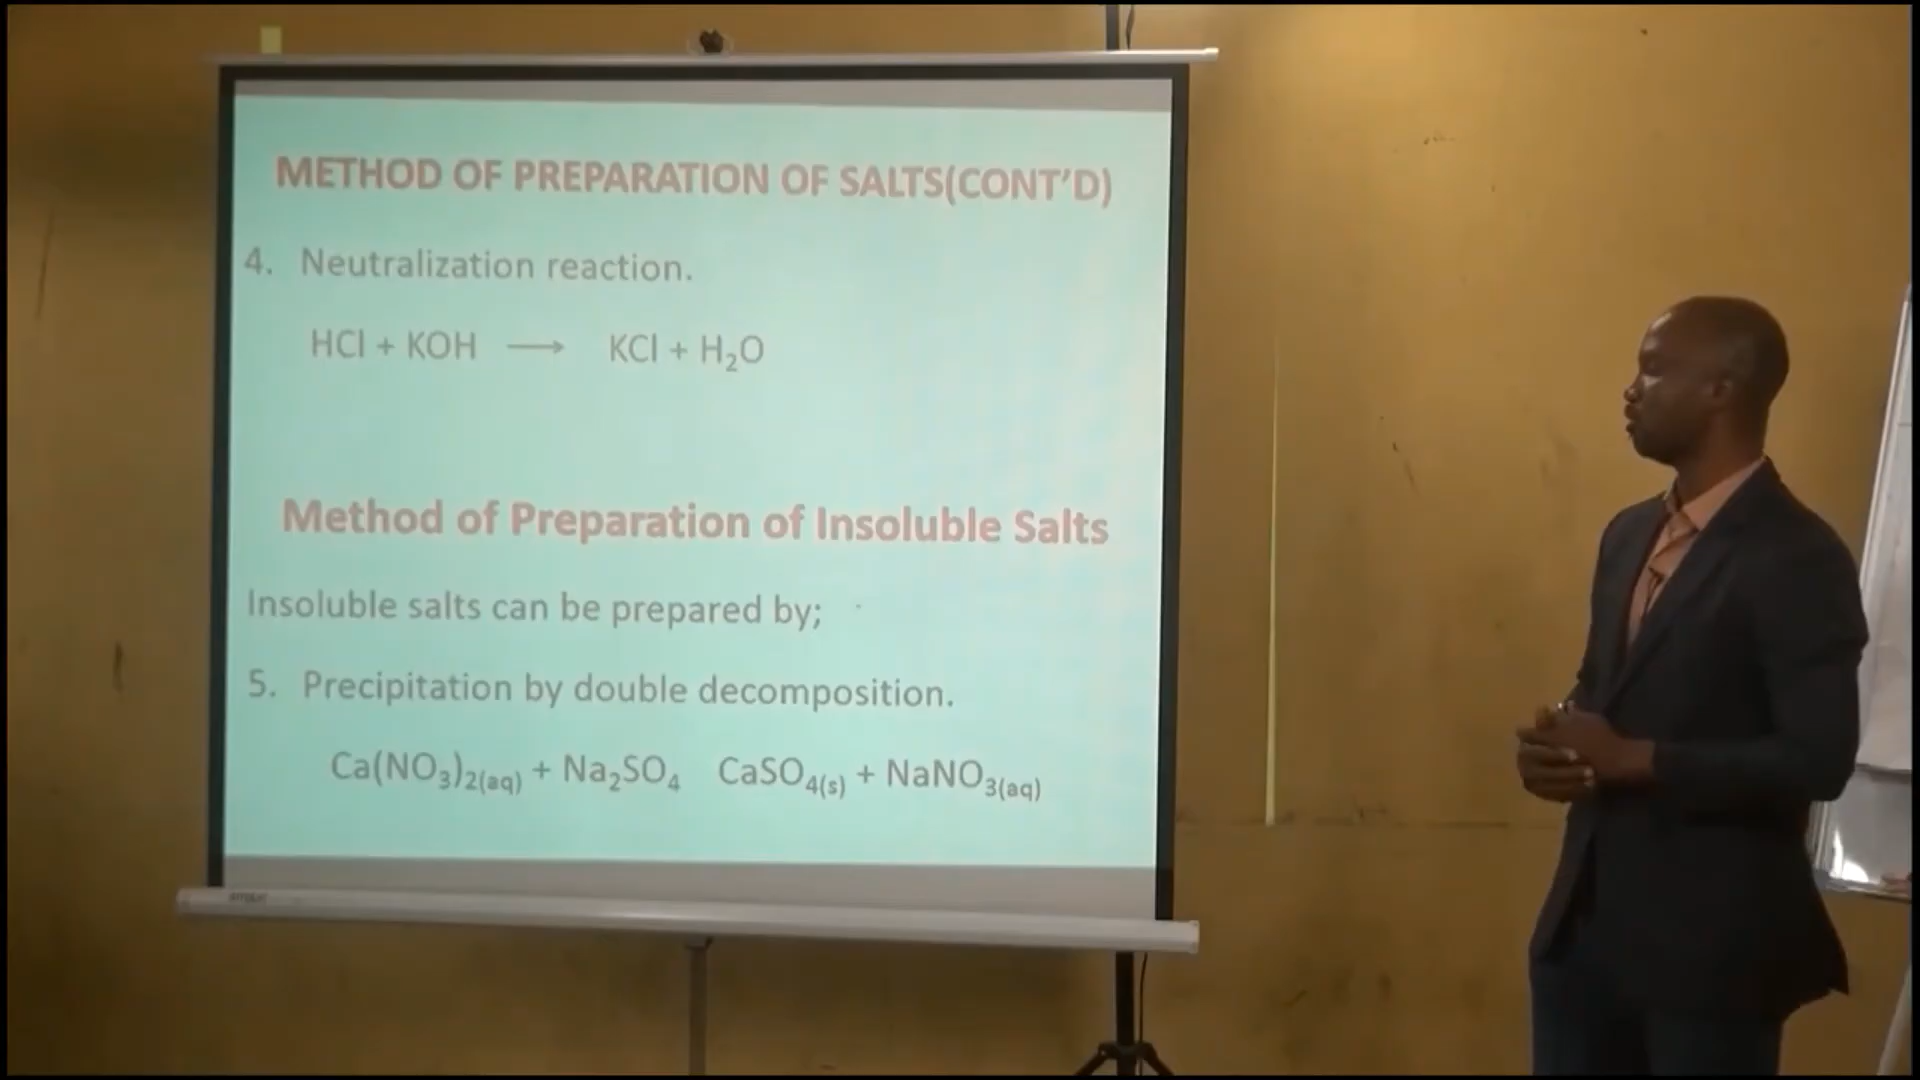 METHOD OF PREPARATION OF SALTS(CONT'D)
4. Neutralization reaction.
HCl + KOH ⟶ KCl + H₂O
Method of Preparation of Insoluble Salts
Insoluble salts can be prepared by;
5. Precipitation by double decomposition.
Ca(NO₃)₂₍aq₎ + Na₂SO₄ CaSO₄₍s₎ + NaNO₃₍aq₎